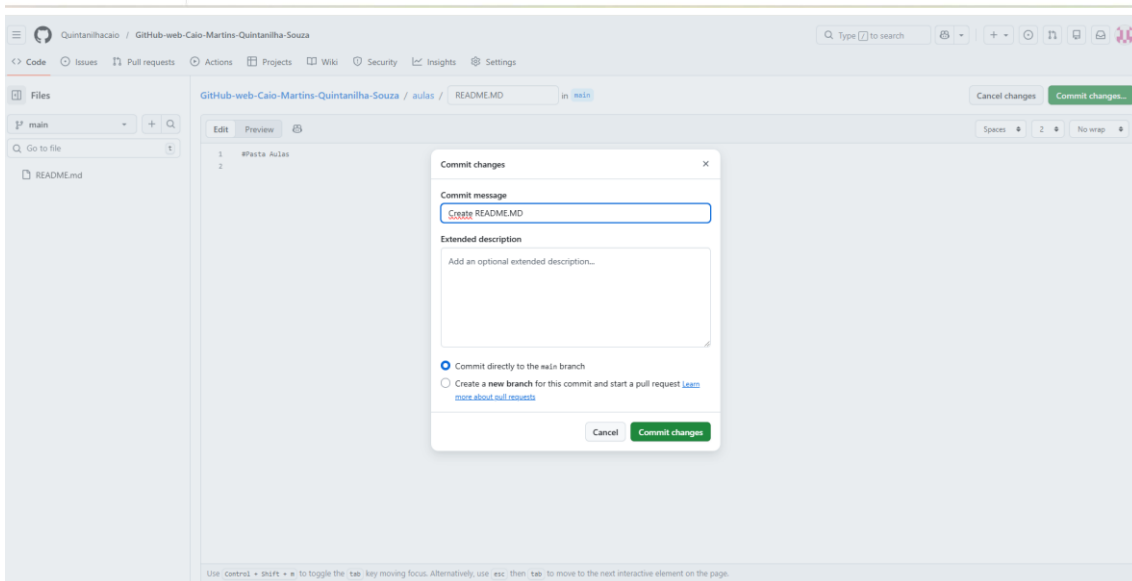 Quintanilhacaio / GitHub-web-Caio-Martins-Quintanilha-Souza
Type / to search
Code Issues Pull requests Actions Projects Wiki Security Insights Settings
Files
GitHub-web-Caio-Martins-Quintanilha-Souza / aulas / README.MD in main
Cancel changes
Commit changes...
main
Edit Preview
Spaces 2 No wrap
Go to file t
1 #Pasta Aulas
2
README.md
Commit changes
Commit message
Create README.MD
Extended description
Add an optional extended description...
Commit directly to the main branch
Create a new branch for this commit and start a pull request Learn
more about pull requests
Cancel Commit changes
Use Control + Shift + m to toggle the tab key moving focus. Alternatively, use esc then tab to move to the next interactive element on the page.